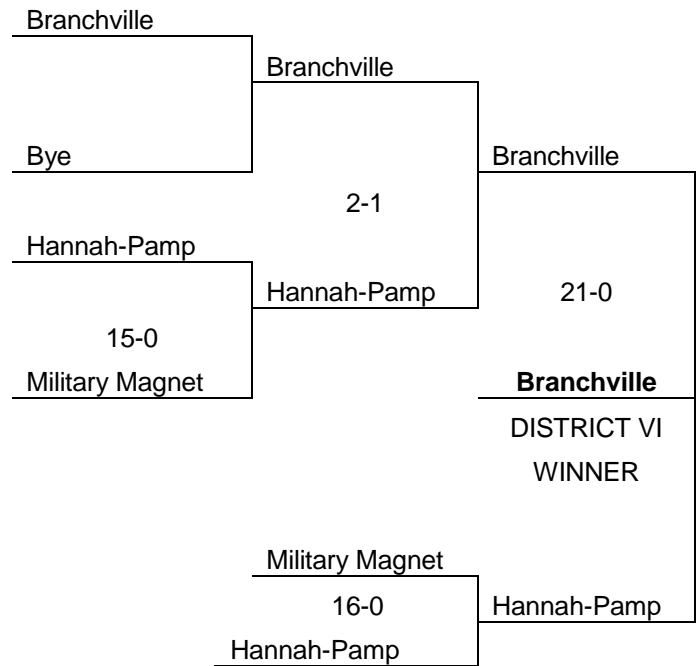 Branchville
Branchville
Bye
Branchville
2-1
Hannah-Pamp
Hannah-Pamp
21-0
15-0
Military Magnet
Branchville
DISTRICT VI
WINNER
Military Magnet
16-0
Hannah-Pamp
Hannah-Pamp